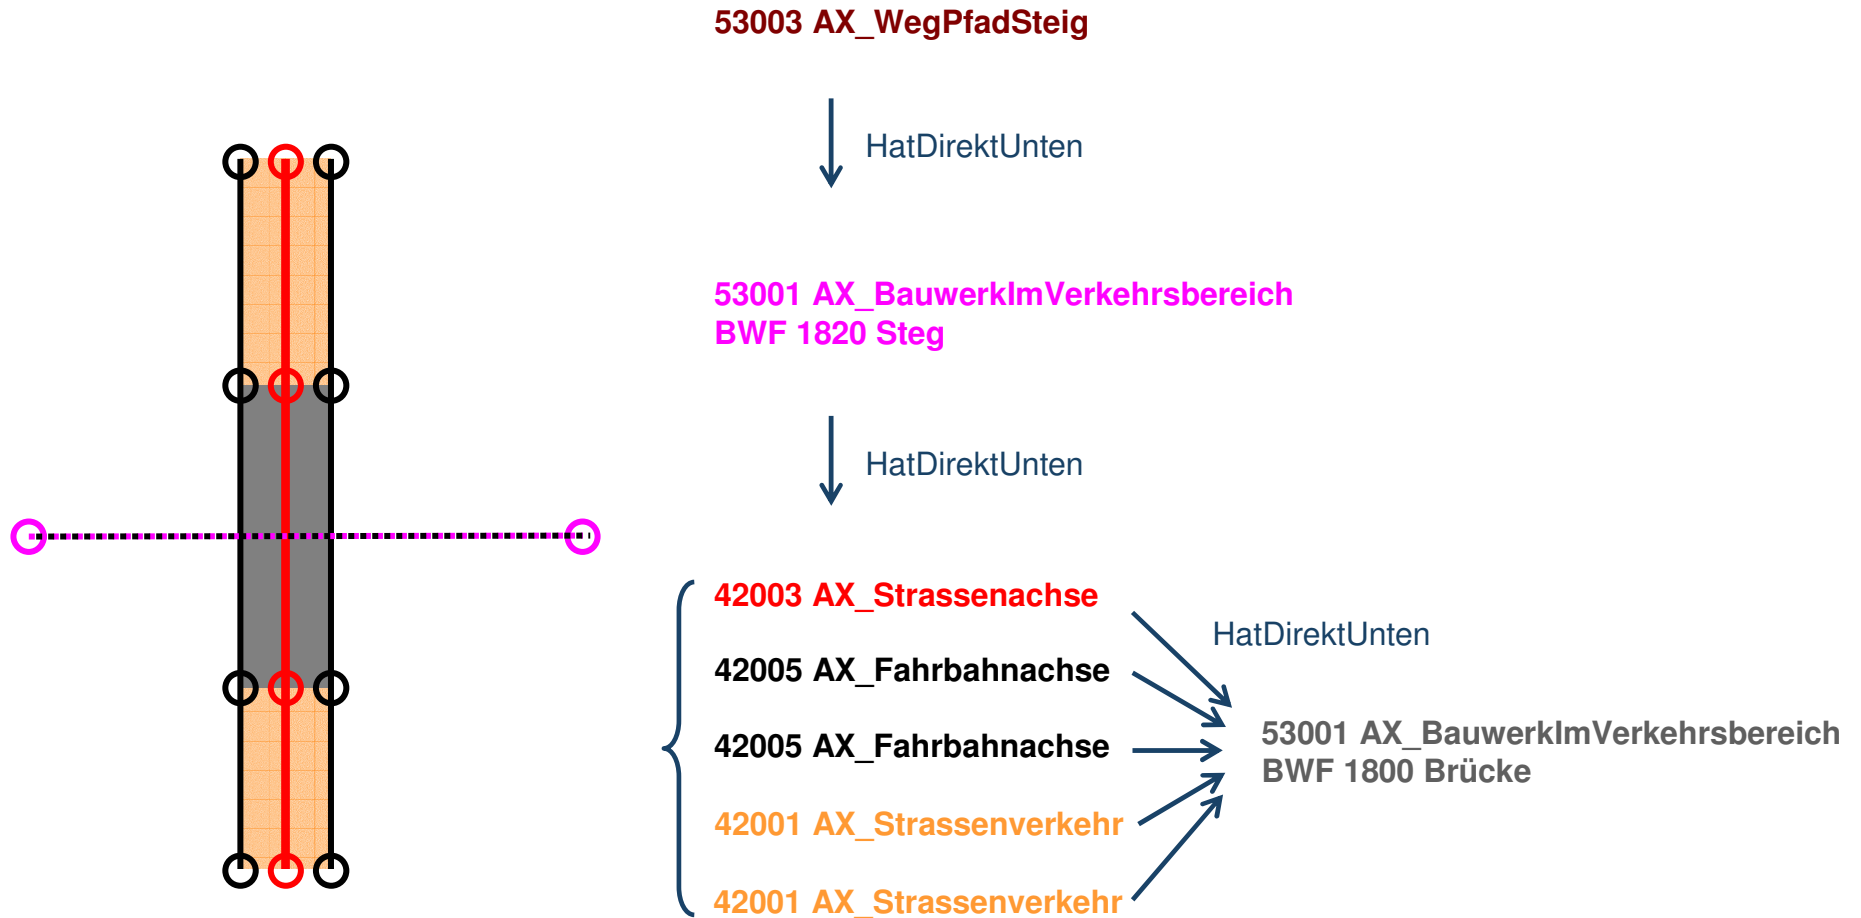 53003 AX_WegPfadSteig
HatDirektUnten
53001 AX_BauwerkImVerkehrsbereich
BWF 1820 Steg
HatDirektUnten
42003 AX_Strassenachse
HatDirektUnten
42005 AX_Fahrbahnachse
42005 AX_Fahrbahnachse
53001 AX_BauwerkImVerkehrsbereich
BWF 1800 Brücke
42001 AX_Strassenverkehr
42001 AX_Strassenverkehr